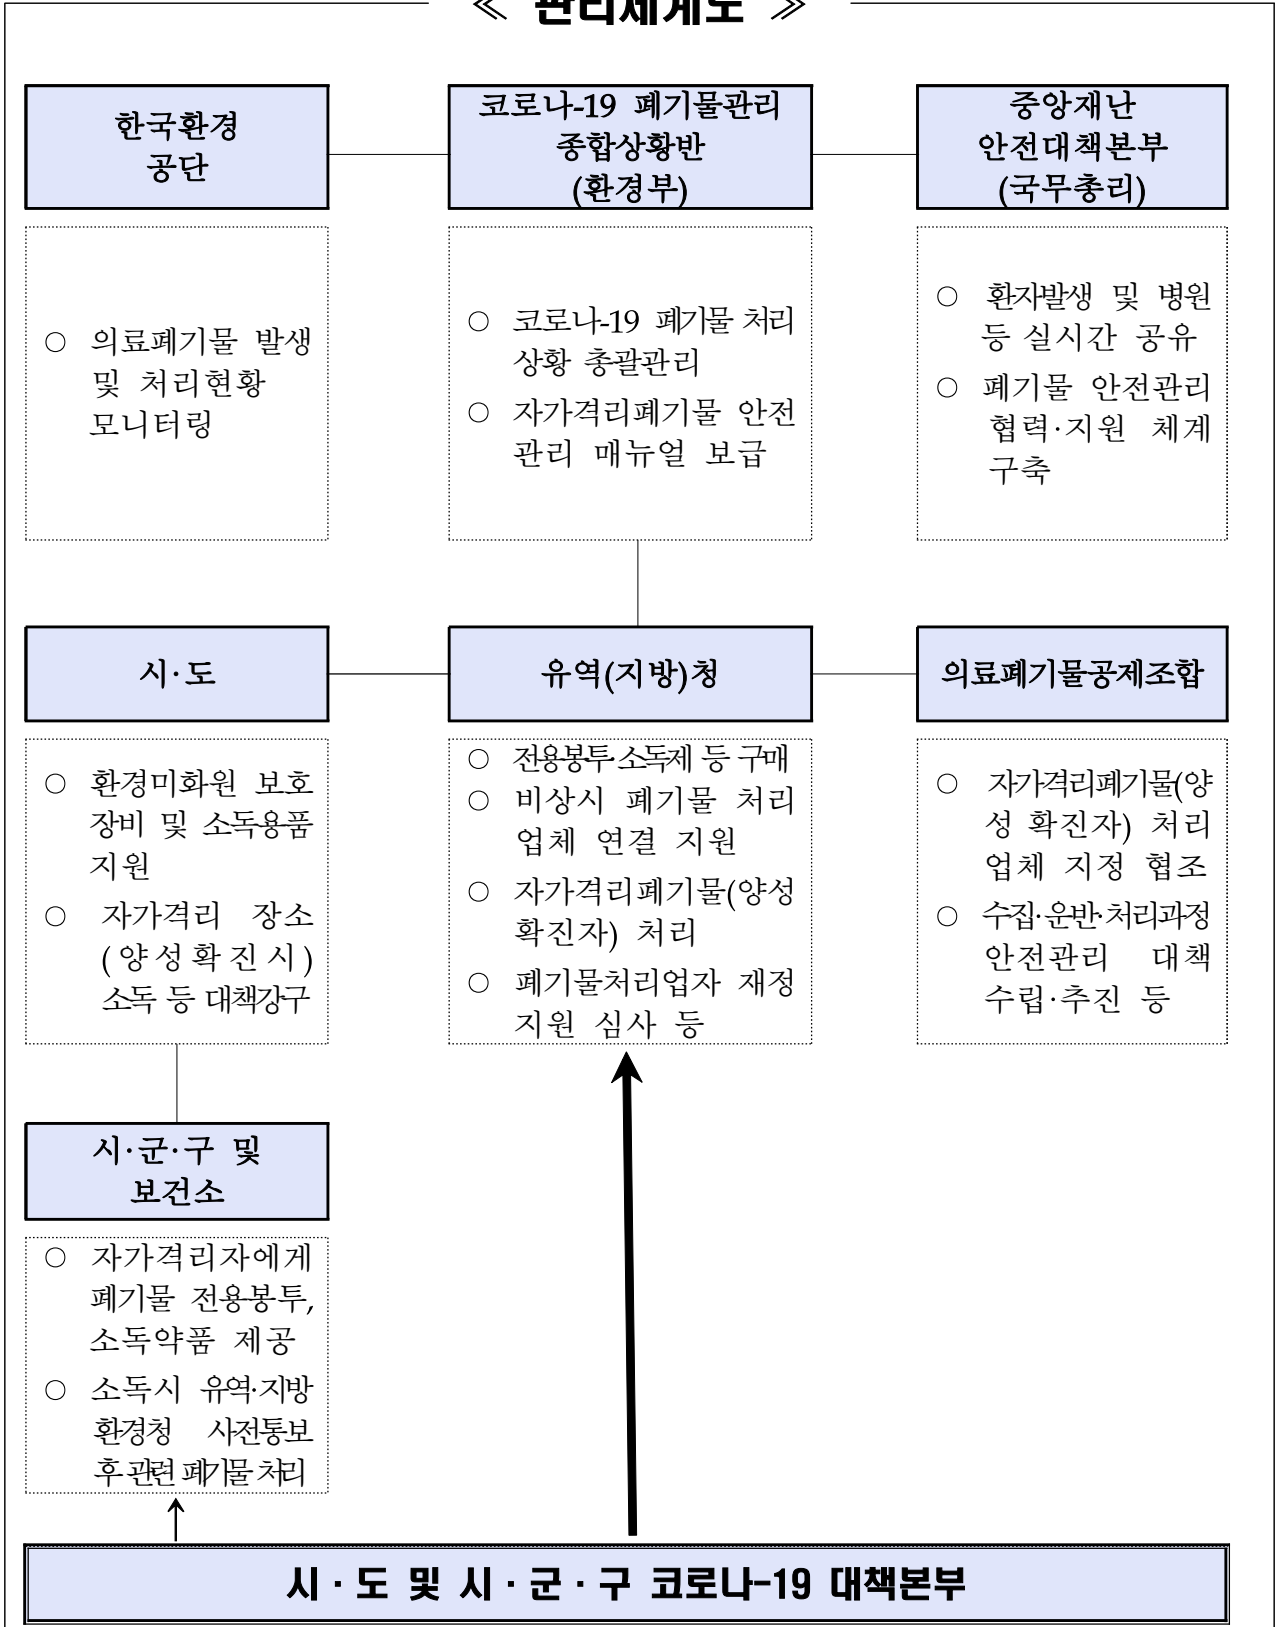 ≪ 관리체계도 ≫
한국환경
공단
코로나-19 폐기물관리
종합상황반
(환경부)
중앙재난
안전대책본부
(국무총리)
○ 의료폐기물 발생
및 처리현황
모니터링
○ 코로나-19 폐기물 처리
상황 총괄관리
○ 자가격리폐기물 안전
관리 매뉴얼 보급
○ 환자발생 및 병원
등 실시간 공유
○ 폐기물 안전관리
협력·지원 체계
구축
시·도
유역(지방)청
의료폐기물공제조합
○ 환경미화원 보호
장비 및 소독용품
지원
○ 자가격리 장소
(양성확진시)
소독 등 대책강구
○ 전용봉투·소독제 등 구매
○ 비상시 폐기물 처리
업체 연결 지원
○ 자가격리폐기물(양성
확진자) 처리
○ 폐기물처리업자 재정
지원 심사 등
○ 자가격리폐기물(양
성 확진자) 처리
업체 지정 협조
○ 수집·운반·처리과정
안전관리 대책
수립·추진 등
시·군·구 및
보건소
○ 자가격리자에게
폐기물 전용봉투,
소독약품 제공
○ 소독시 유역·지방
환경청 사전통보
후 관련 폐기물 처리
시·도 및 시·군·구 코로나-19 대책본부